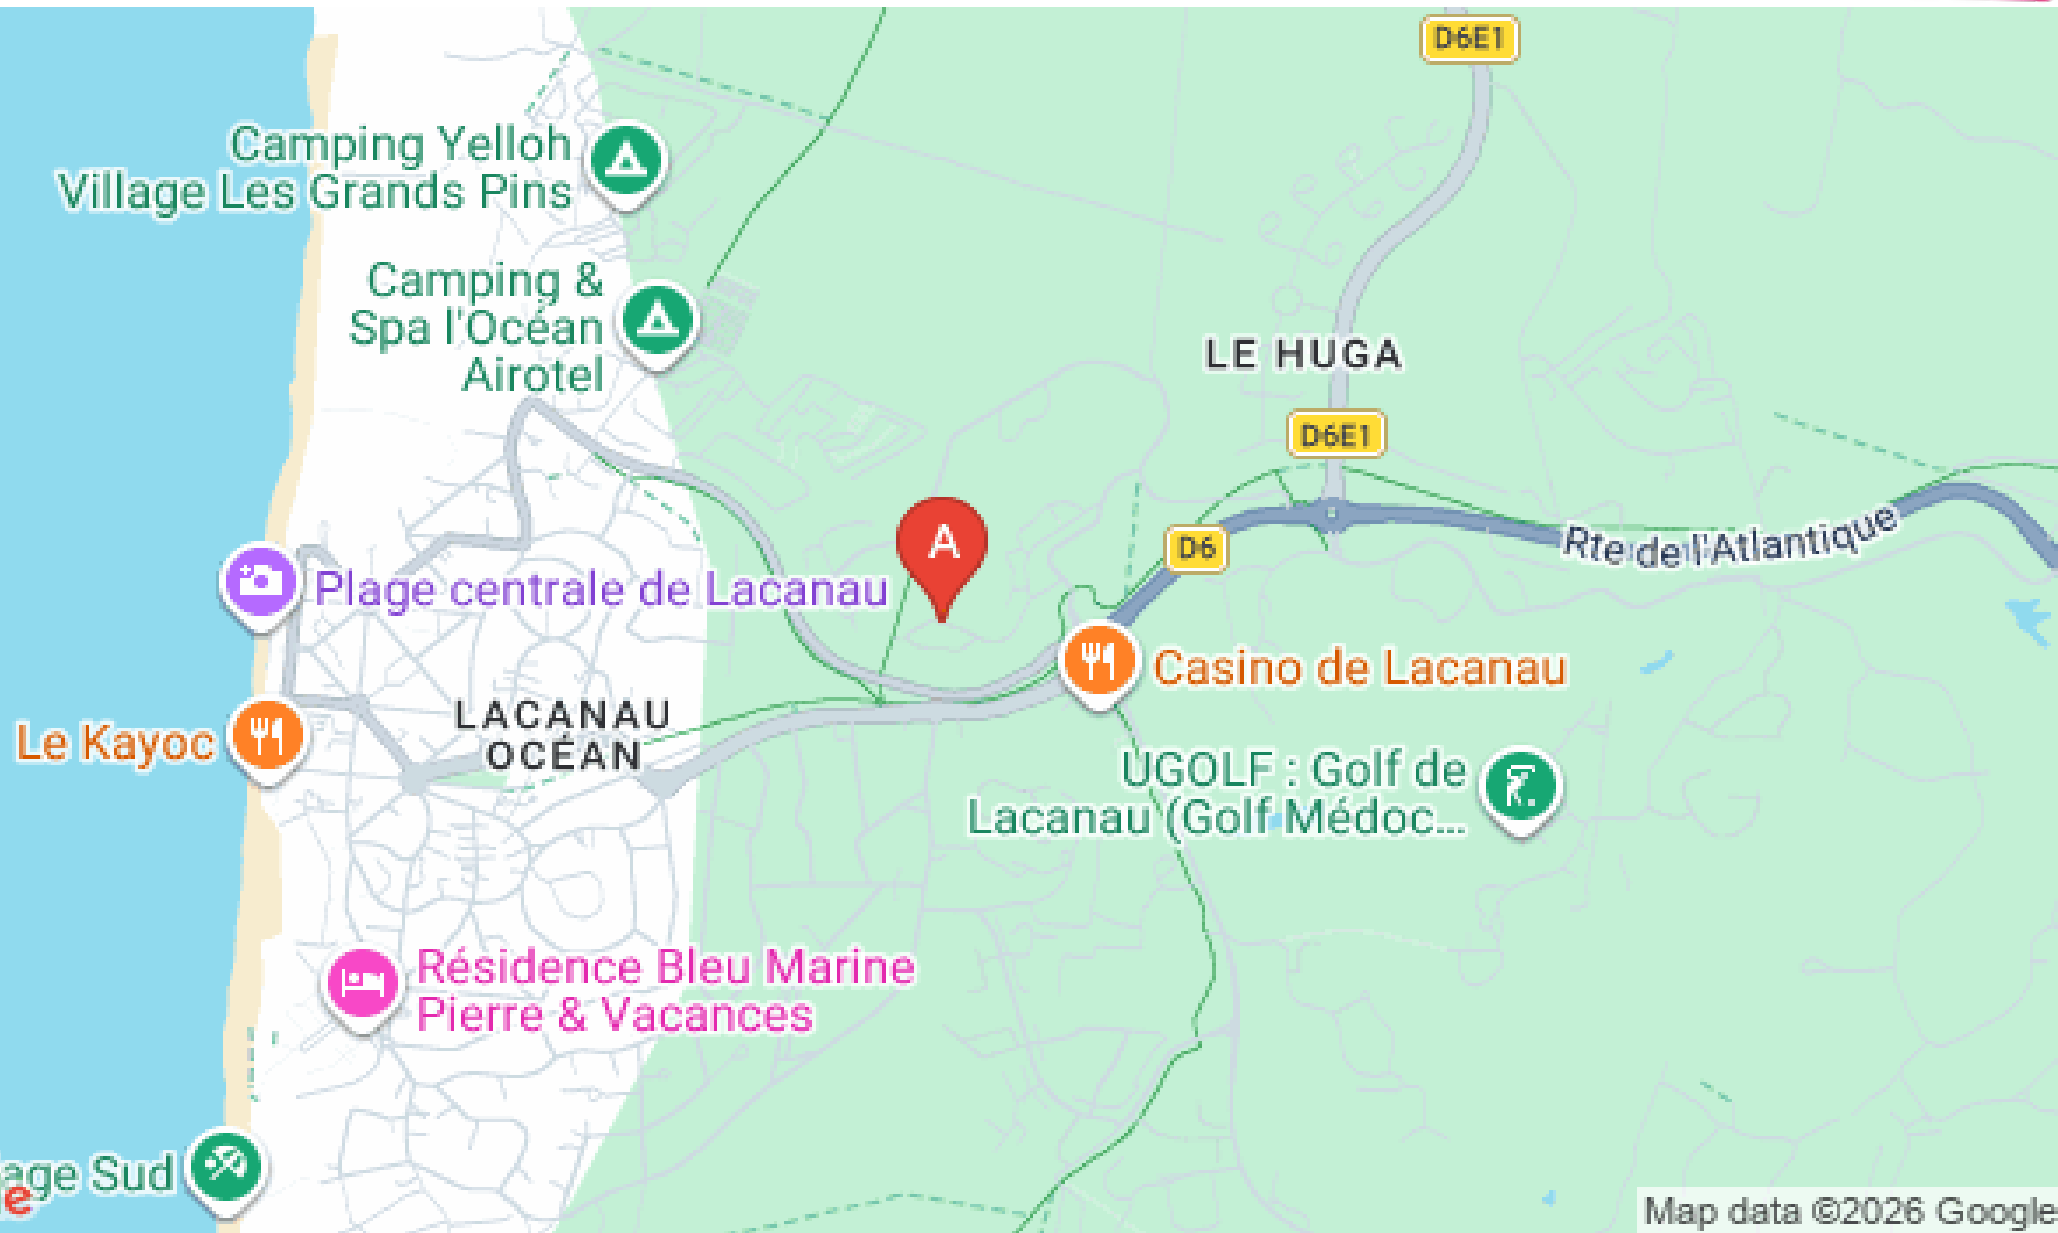 D6E1
Camping Yelloh
Village Les Grands Pins
Camping &
Spa l'Océan
Airotel
LE HUGA
D6E1
A
D6
Rte de l'Atlantique
Plage centrale de Lacanau
Casino de Lacanau
LACANAU
OCÉAN
Le Kayoc
UGOLF : Golf de
Lacanau (Golf Médoc...
Résidence Bleu Marine
Pierre & Vacances
age Sud
e
Map data ©2026 Google